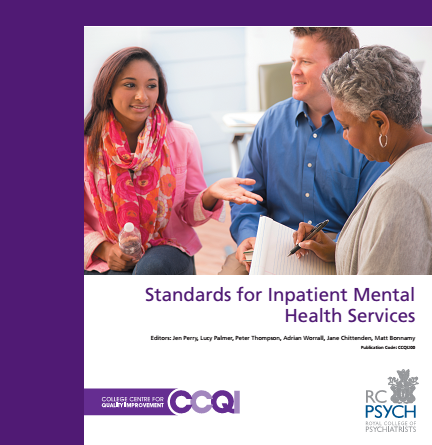 Standards for Inpatient Mental
Health Services
Editors: Jen Perry, Lucy Palmer, Peter Thompson, Adrian Worrall, Jane Chittenden, Matt Bonnamy
Publication Code: CCQI208
COLLEGE CENTRE FOR
QUALITY IMPROVEMENT
CCQI
RC
PSYCH
ROYAL COLLEGE OF
PSYCHIATRISTS